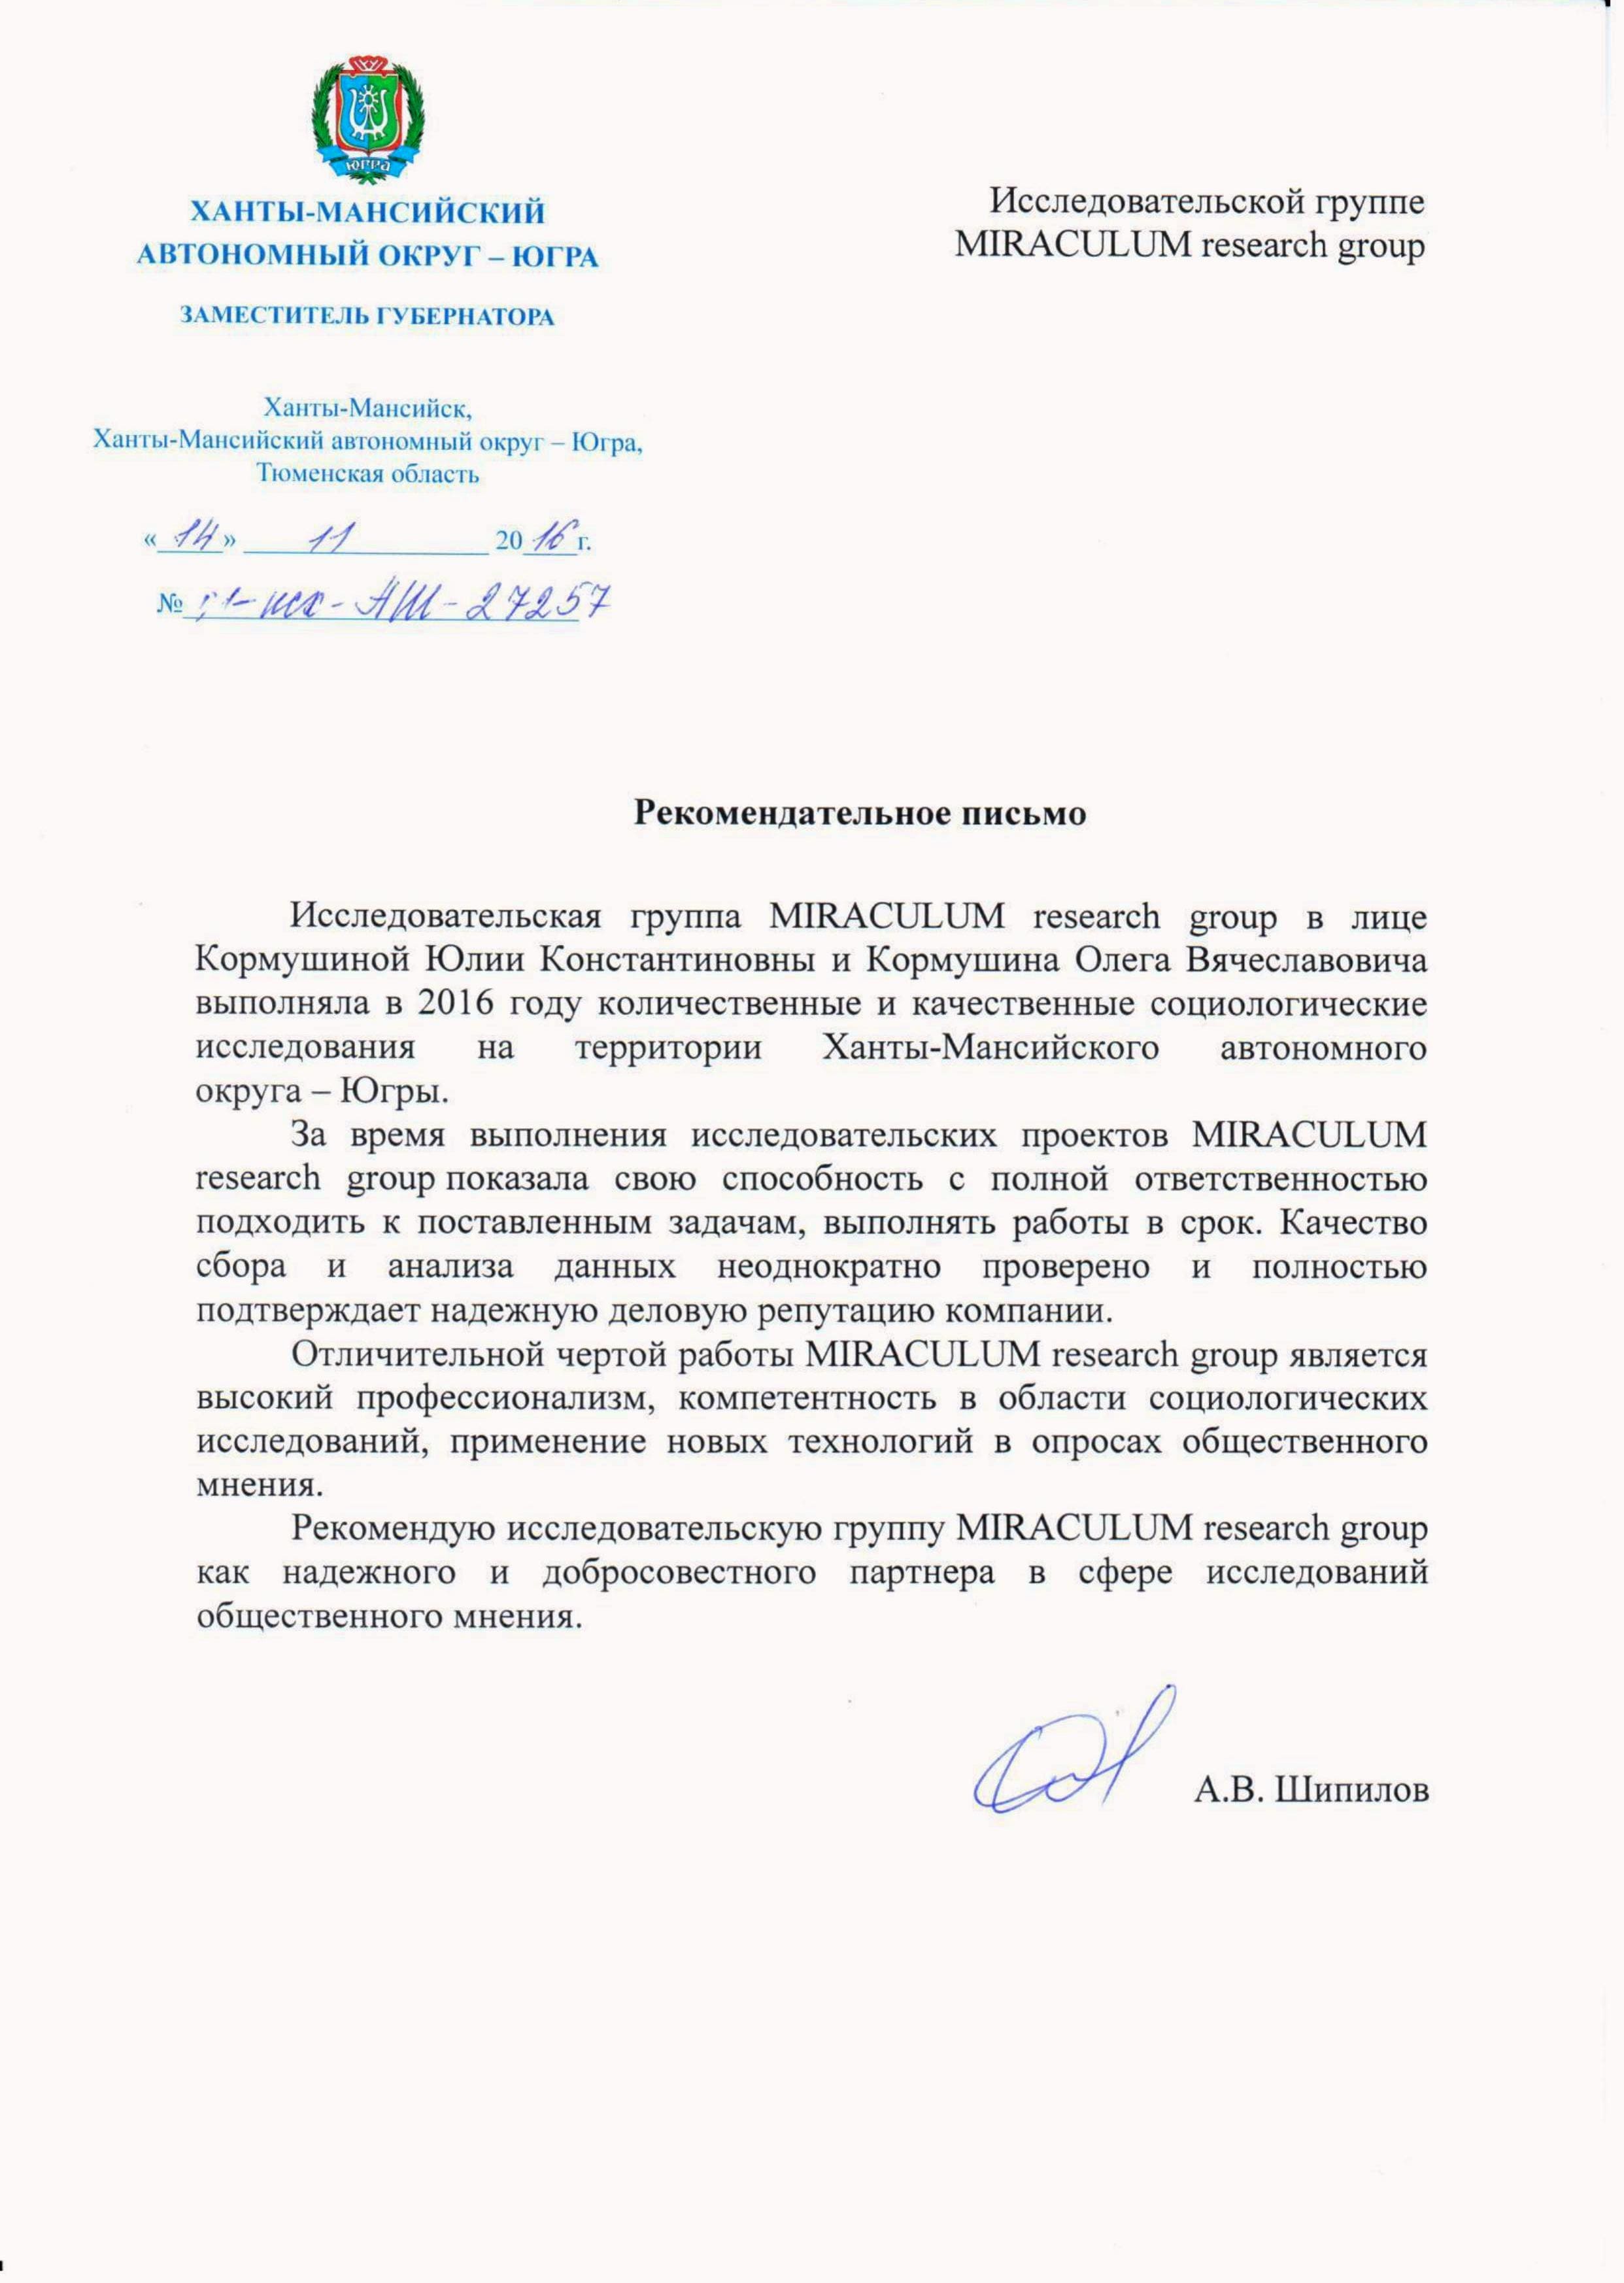 ЮГРА
ХАНТЫ-МАНСИЙСКИЙ
АВТОНОМНЫЙ ОКРУГ – ЮГРА
ЗАМЕСТИТЕЛЬ ГУБЕРНАТОРА
Ханты-Мансийск,
Ханты-Мансийский автономный округ – Югра,
Тюменская область
«14» 11 2016г.
№ исх-АШ-27257
Исследовательской группе
MIRACULUM research group
Рекомендательное письмо
Исследовательская группа MIRACULUM research group в лице
Кормушиной Юлии Константиновны и Кормушина Олега Вячеславовича
выполняла в 2016 году количественные и качественные социологические
исследования на территории Ханты-Мансийского автономного
округа – Югры.
За время выполнения исследовательских проектов MIRACULUM
research group показала свою способность с полной ответственностью
подходить к поставленным задачам, выполнять работы в срок. Качество
сбора и анализа данных неоднократно проверено и полностью
подтверждает надежную деловую репутацию компании.
Отличительной чертой работы MIRACULUM research group является
высокий профессионализм, компетентность в области социологических
исследований, применение новых технологий в опросах общественного
мнения.
Рекомендую исследовательскую группу MIRACULUM research group
как надежного и добросовестного партнера в сфере исследований
общественного мнения.
А.В. Шипилов